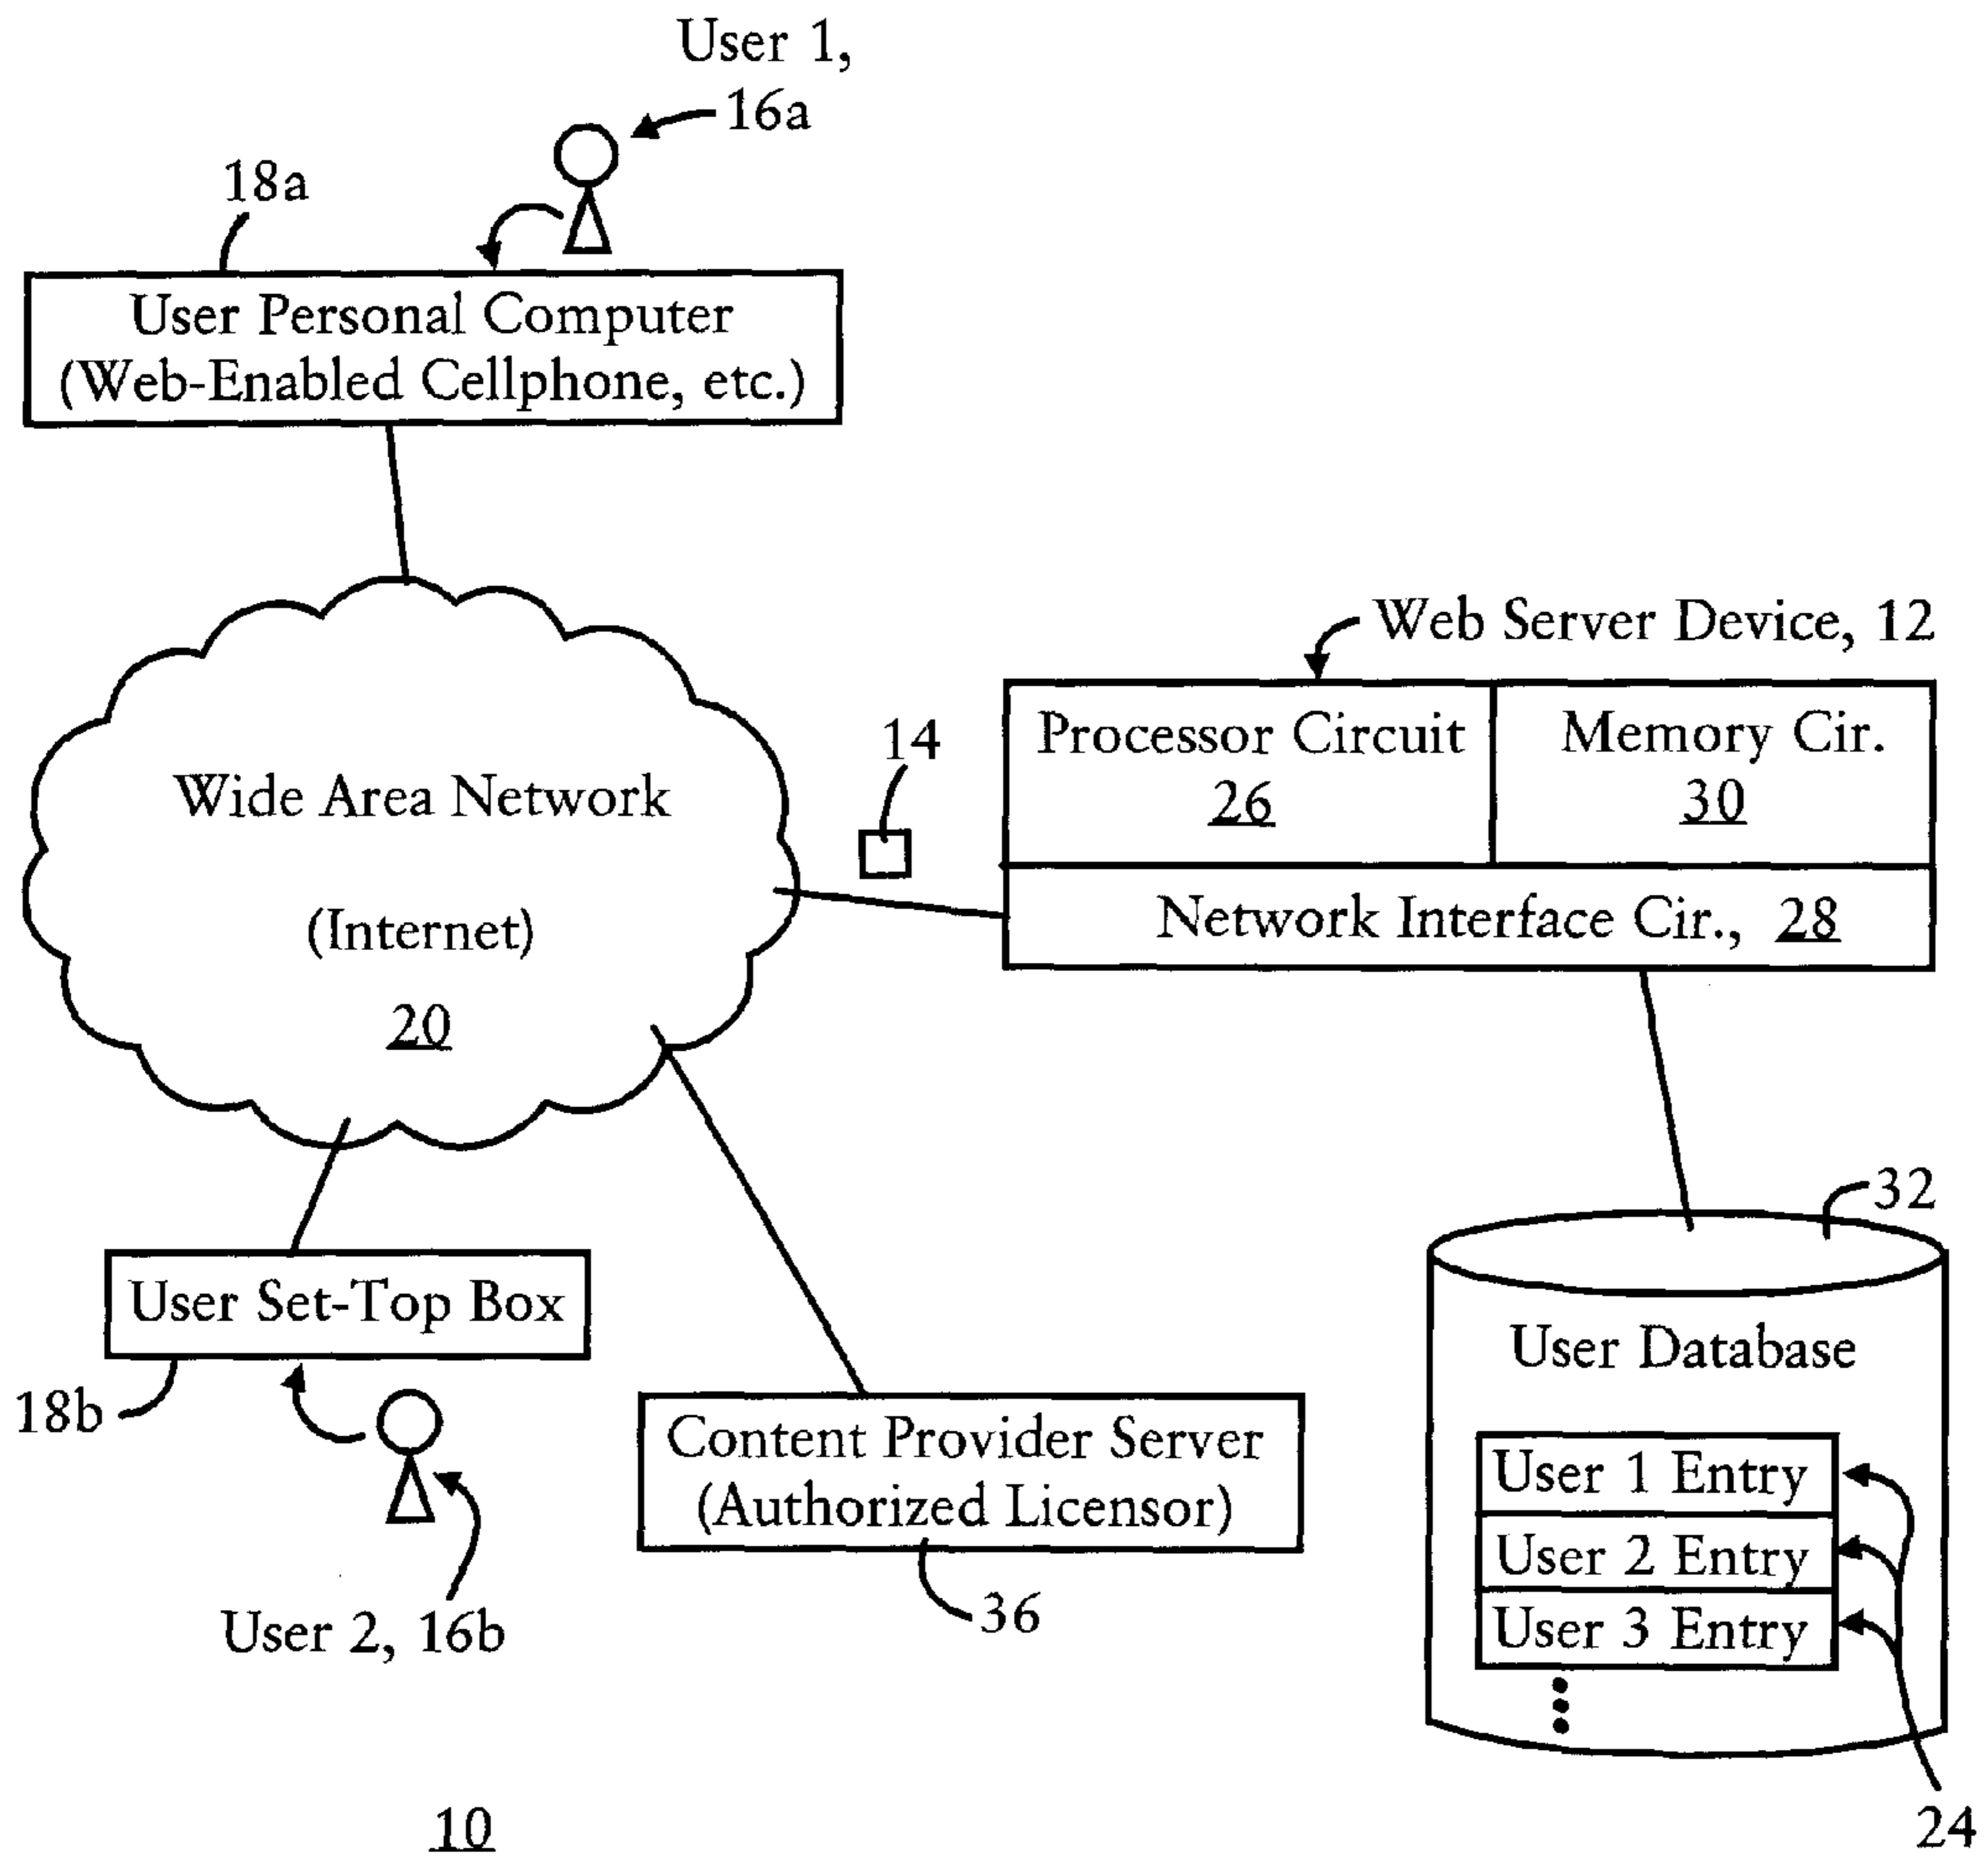 User 1,
16a
18a
User Personal Computer
(Web-Enabled Cellphone, etc.)
Web Server Device, 12
14
Processor Circuit
26
Memory Cir.
30
Wide Area Network
(Internet)
20
Network Interface Cir., 28
32
User Set-Top Box
18b
User 2, 16b
Content Provider Server
(Authorized Licensor)
36
User Database
User 1 Entry
User 2 Entry
User 3 Entry
24
10